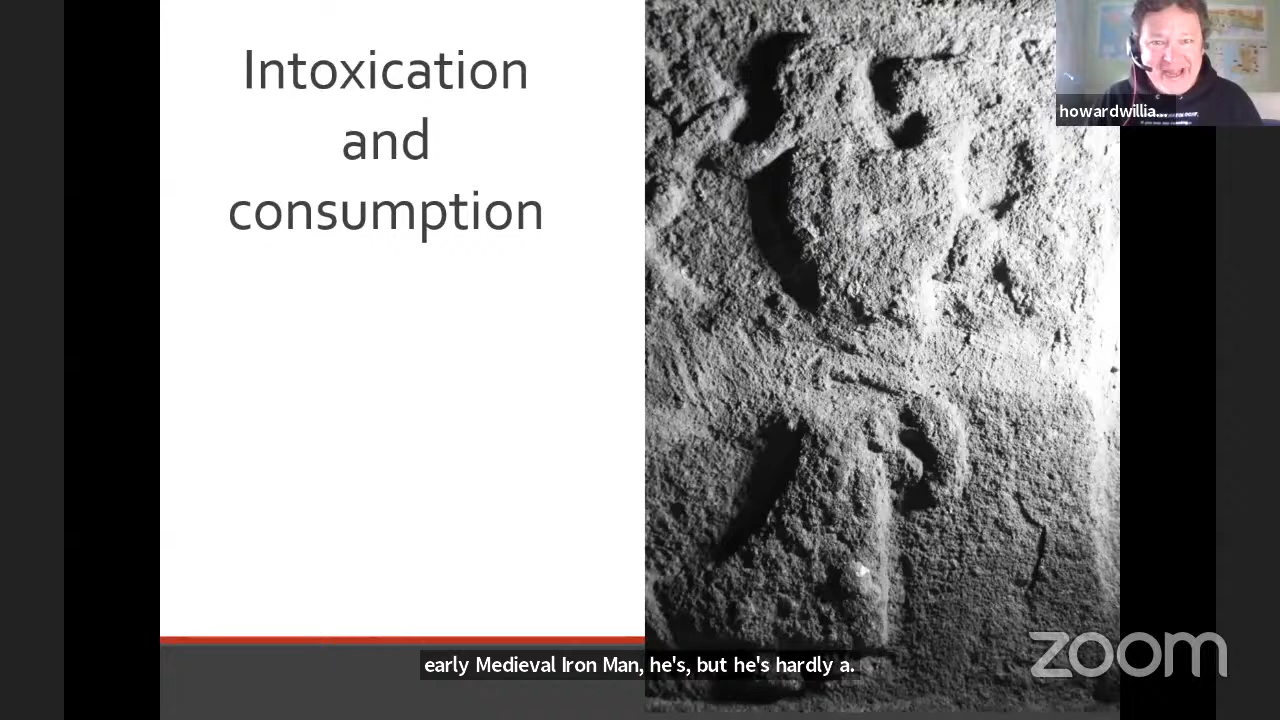 Intoxication
and
consumption
howardwillia...
early Medieval Iron Man, he's, but he's hardly a.
zoom